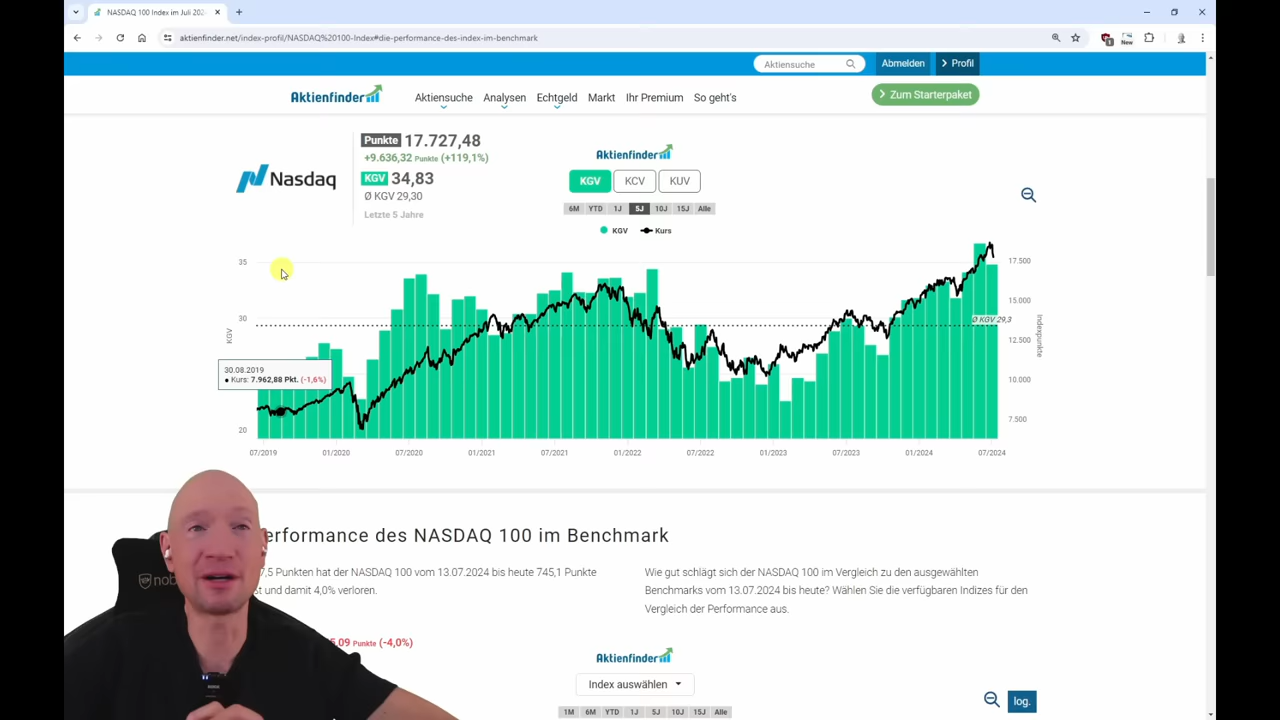 NASDAQ 100 Index im Juli 202
aktienfinder.net/index-profil/NASDAQ%20100-Index#die-performance-des-index-im-benchmark
New
Aktiensuche
Abmelden
Profil
Aktienfinder
Aktiensuche Analysen Echtgeld Markt Ihr Premium So geht's
Zum Starterpaket
Nasdaq
Punkte 17.727,48
+9.636,32 Punkte (+119,1%)
KGV 34,83
Ø KGV 29,30
Letzte 5 Jahre
Aktienfinder
KGV KCV KUV
6M YTD 1J 5J 10J 15J Alle
KGV Kurs
35
30
20
KGV
17.500
15.000
12.500
10.000
7.500
Indexpunkte
Ø KGV 29,3
30.08.2019
Kurs: 7.962,88 Pkt. (-1,6%)
07/2019 01/2020 07/2020 01/2021 07/2021 01/2022 07/2022 01/2023 07/2023 01/2024 07/2024
erformance des NASDAQ 100 im Benchmark
7,5 Punkten hat der NASDAQ 100 vom 13.07.2024 bis heute 745,1 Punkte
st und damit 4,0% verloren.
Wie gut schlägt sich der NASDAQ 100 im Vergleich zu den ausgewählten
Benchmarks vom 13.07.2024 bis heute? Wählen Sie die verfügbaren Indizes für den
Vergleich der Performance aus.
5,09 Punkte (-4,0%)
Aktienfinder
Index auswählen
log.
1M 6M YTD 1J 5J 10J 15J Alle
nob